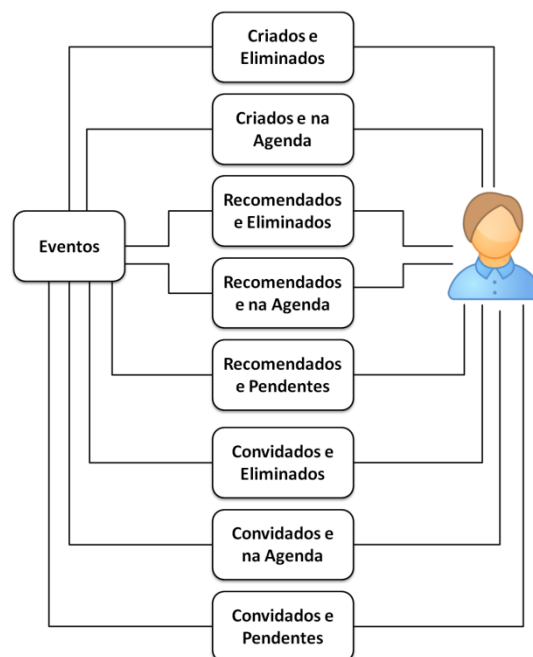 Criados e
Eliminados
Criados e na
Agenda
Recomendados
e Eliminados
Eventos
Recomendados
e na Agenda
Recomendados
e Pendentes
Convidados e
Eliminados
Convidados e
na Agenda
Convidados e
Pendentes